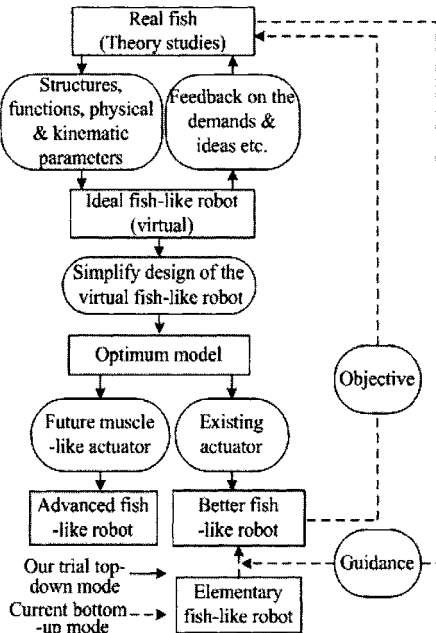 Real fish
(Theory studies)
Structures,
functions, physical
& kinematic
parameters
Feedback on the
demands &
ideas etc.
Ideal fish-like robot
(virtual)
Simplify design of the
virtual fish-like robot
Optimum model
Future muscle
-like actuator
Existing
actuator
Objective
Advanced fish
-like robot
Better fish
-like robot
Guidance
Our trial top-
down mode
Current bottom
-up mode
Elementary
fish-like robot